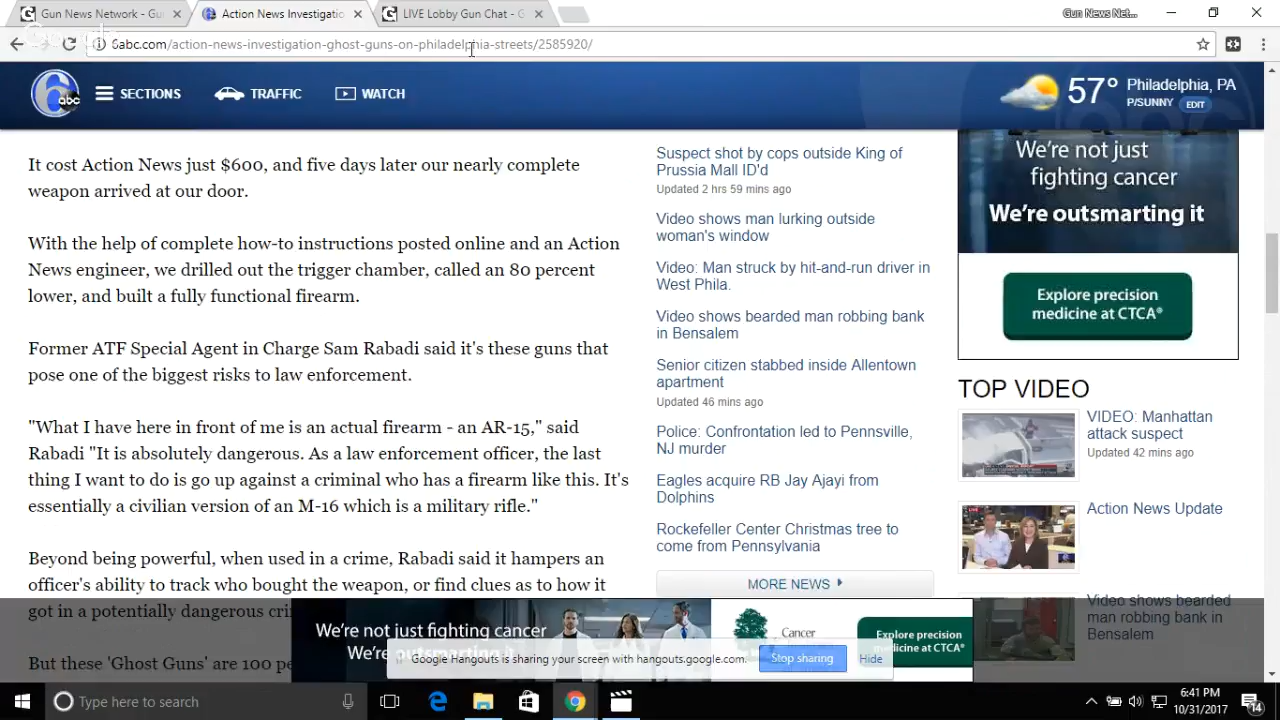 Gun News Network - Gu
Action News Investigatio
LIVE Lobby Gun Chat - G
Gun News Net...
6abc.com/action-news-investigation-ghost-guns-on-philadelphia-streets/2585920/
6
abc
SECTIONS
TRAFFIC
WATCH
57°
Philadelphia, PA
P/SUNNY
EDIT
It cost Action News just $600, and five days later our nearly complete
weapon arrived at our door.
With the help of complete how-to instructions posted online and an Action
News engineer, we drilled out the trigger chamber, called an 80 percent
lower, and built a fully functional firearm.
Former ATF Special Agent in Charge Sam Rabadi said it's these guns that
pose one of the biggest risks to law enforcement.
"What I have here in front of me is an actual firearm - an AR-15," said
Rabadi "It is absolutely dangerous. As a law enforcement officer, the last
thing I want to do is go up against a criminal who has a firearm like this. It's
essentially a civilian version of an M-16 which is a military rifle."
Beyond being powerful, when used in a crime, Rabadi said it hampers an
officer's ability to track who bought the weapon, or find clues as to how it
got in a potentially dangerous cri
But these 'Ghost Guns' are 100 pe
Suspect shot by cops outside King of
Prussia Mall ID'd
Updated 2 hrs 59 mins ago
Video shows man lurking outside
woman's window
Video: Man struck by hit-and-run driver in
West Phila.
Video shows bearded man robbing bank
in Bensalem
Senior citizen stabbed inside Allentown
apartment
Updated 46 mins ago
Police: Confrontation led to Pennsville,
NJ murder
Eagles acquire RB Jay Ajayi from
Dolphins
Rockefeller Center Christmas tree to
come from Pennsylvania
MORE NEWS
We're not just
fighting cancer
We're outsmarting it
Explore precision
medicine at CTCA®
TOP VIDEO
VIDEO: Manhattan
attack suspect
Updated 42 mins ago
Action News Update
Video shows bearded
man robbing bank in
Bensalem
We're not just fighting cancer
We're outsmarting it
Cancer
Explore precision
medicine at CTCA®
Google Hangouts is sharing your screen with hangouts.google.com.
Stop sharing
Hide
Type here to search
6:41 PM
10/31/2017
14